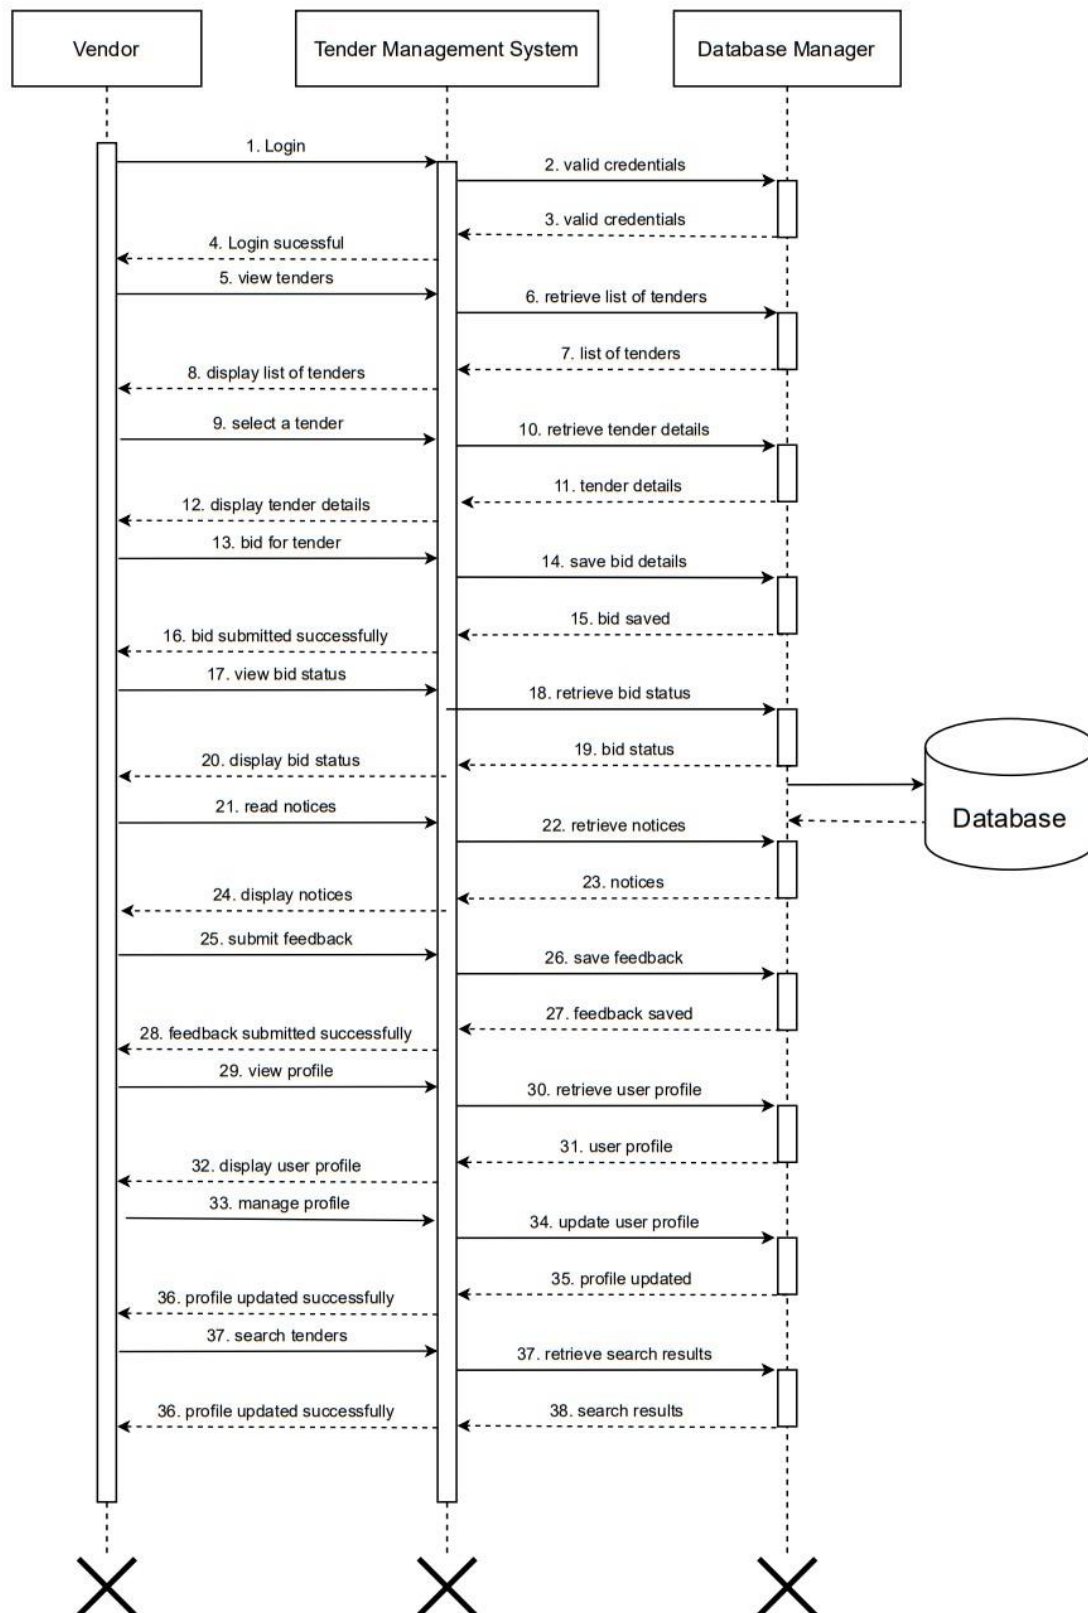 Vendor
Tender Management System
Database Manager
1. Login
2. valid credentials
3. valid credentials
4. Login sucessful
5. view tenders
6. retrieve list of tenders
7. list of tenders
8. display list of tenders
9. select a tender
10. retrieve tender details
11. tender details
12. display tender details
13. bid for tender
14. save bid details
15. bid saved
16. bid submitted successfully
17. view bid status
18. retrieve bid status
19. bid status
20. display bid status
21. read notices
Database
22. retrieve notices
23. notices
24. display notices
25. submit feedback
26. save feedback
27. feedback saved
28. feedback submitted successfully
29. view profile
30. retrieve user profile
31. user profile
32. display user profile
33. manage profile
34. update user profile
35. profile updated
36. profile updated successfully
37. search tenders
37. retrieve search results
36. profile updated successfully
38. search results